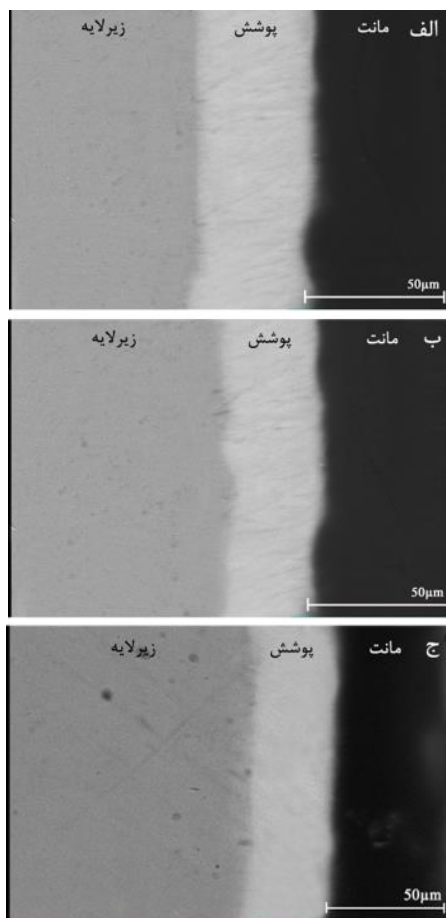 الف مانت پوشش زیرلایه
50µm
ب مانت پوشش زیرلایه
50µm
ج مانت پوشش زیرلایه
50µm